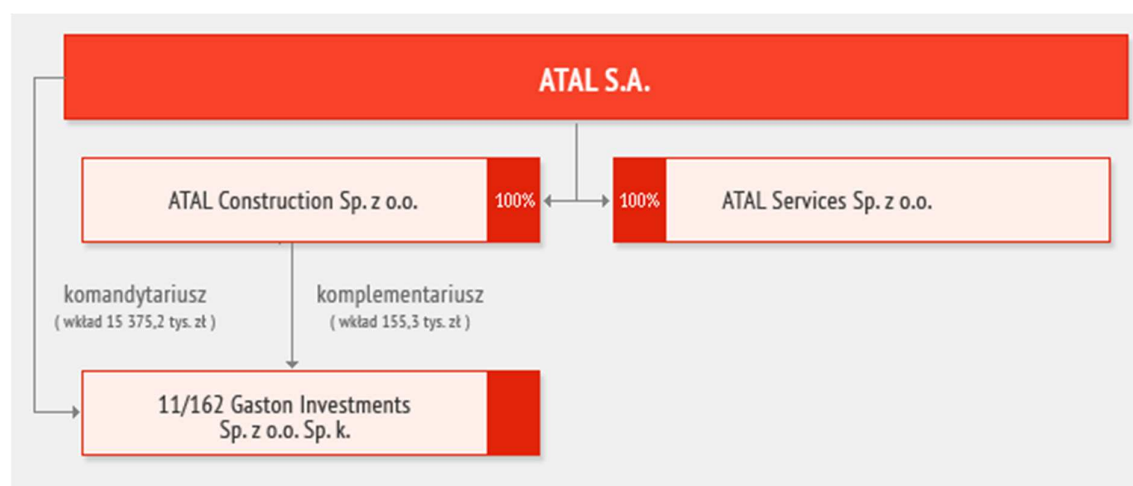 ATAL S.A.
ATAL Construction Sp. z o.o.
100%
100%
ATAL Services Sp. z o.o.
komandytariusz
( wkład 15 375,2 tys. zł )
komplementariusz
( wkład 155,3 tys. zł )
11/162 Gaston Investments
Sp. z o.o. Sp. k.